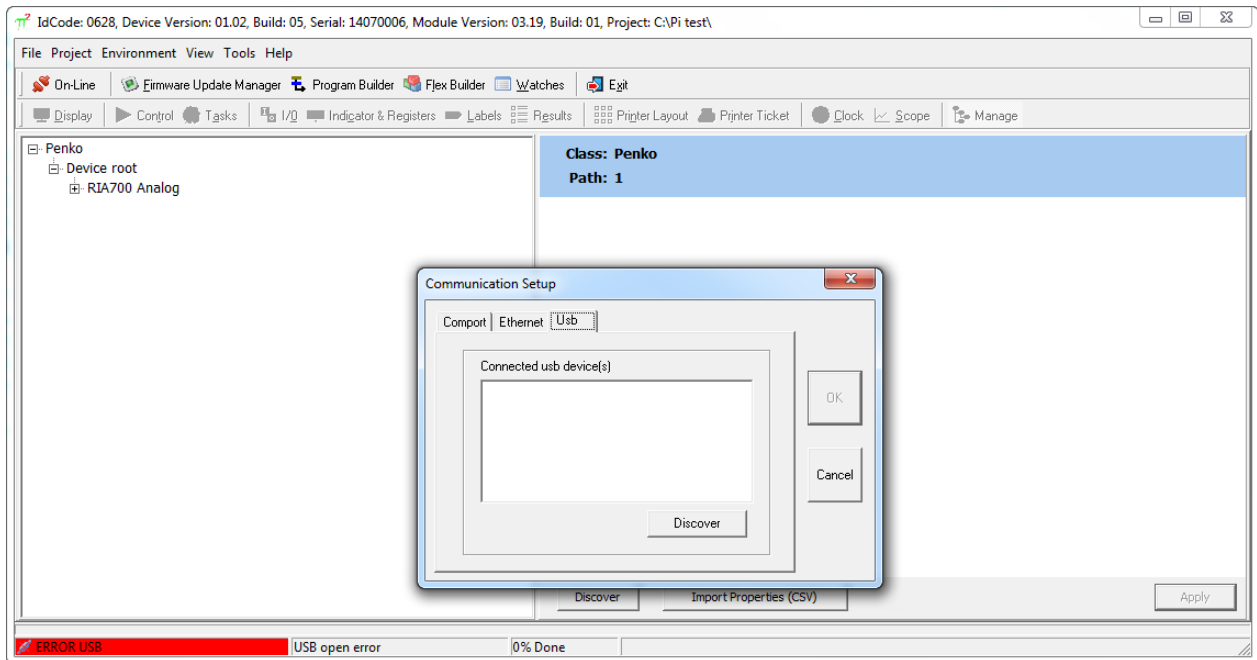 π² IdCode: 0628, Device Version: 01.02, Build: 05, Serial: 14070006, Module Version: 03.19, Build: 01, Project: C:\Pi test\
File Project Environment View Tools Help
On-Line Firmware Update Manager Program Builder Flex Builder Watches Exit
Display Control Tasks I/O Indicator & Registers Labels Results Printer Layout Printer Ticket Clock Scope Manage
Penko
Device root
RIA700 Analog
Class: Penko
Path: 1
Communication Setup
Comport Ethernet Usb
Connected usb device(s)
OK
Cancel
Discover
Discover Import Properties (CSV) Apply
ERROR USB USB open error 0% Done